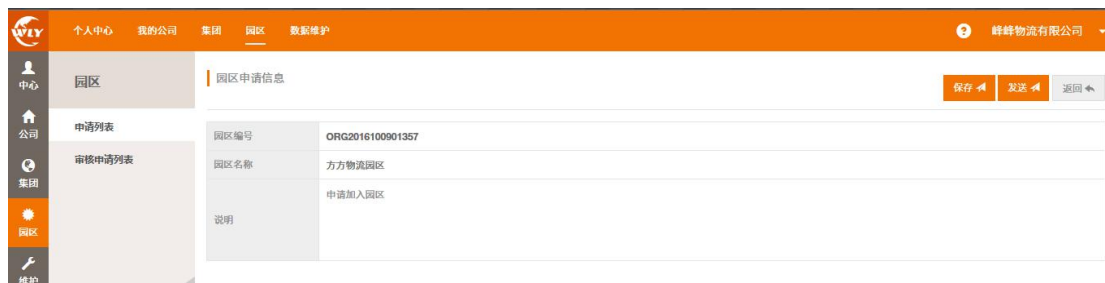 WLY
个人中心 我的公司 集团 园区 数据维护
? 峰峰物流有限公司
中心
公司
集团
园区
维护
园区
申请列表
审核申请列表
园区申请信息
保存 发送 返回
园区编号 ORG2016100901357
园区名称 方方物流园区
说明 申请加入园区